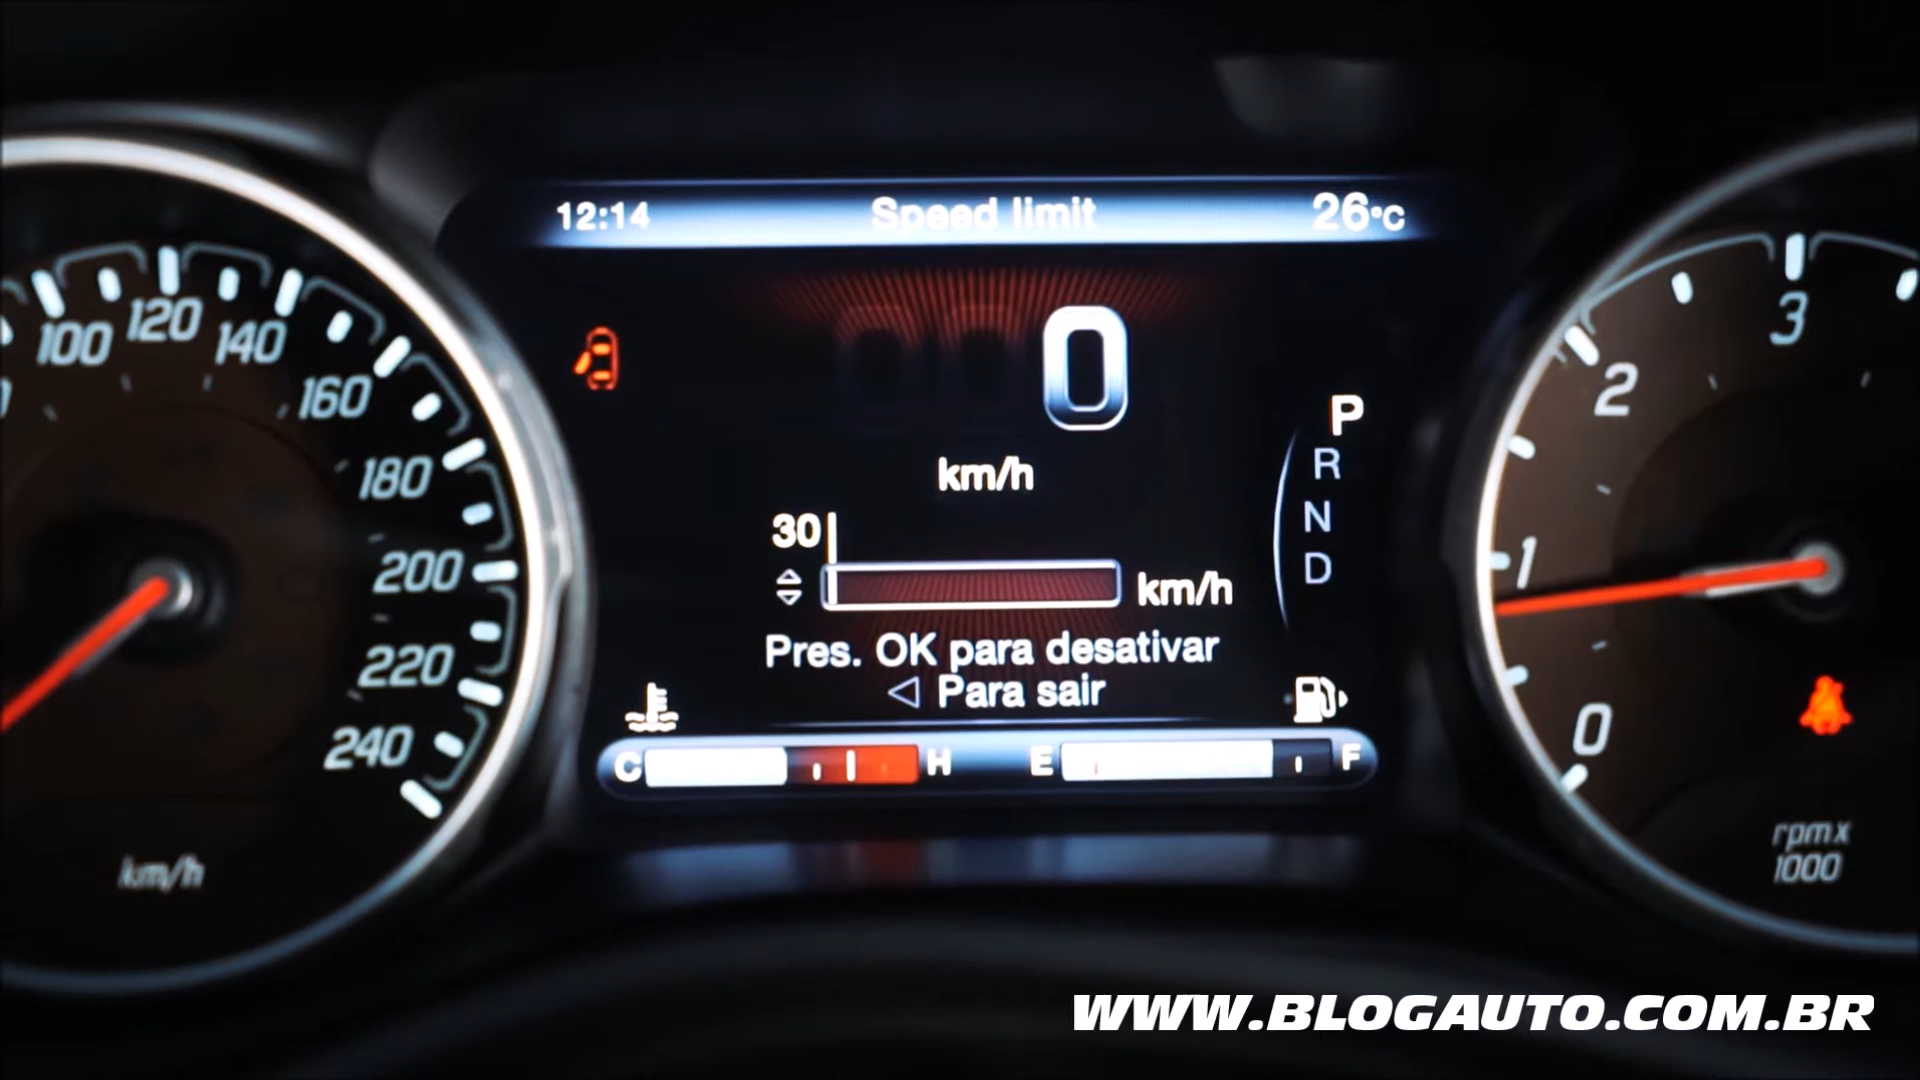 12:14 Speed limit 26°C
0
km/h
30
km/h
Pres. OK para desativar
Para sair
C H E F
P
R
N
D
100
120
140
160
180
200
220
240
km/h
3
2
1
0
rpm x
1000
WWW.BLOGAUTO.COM.BR